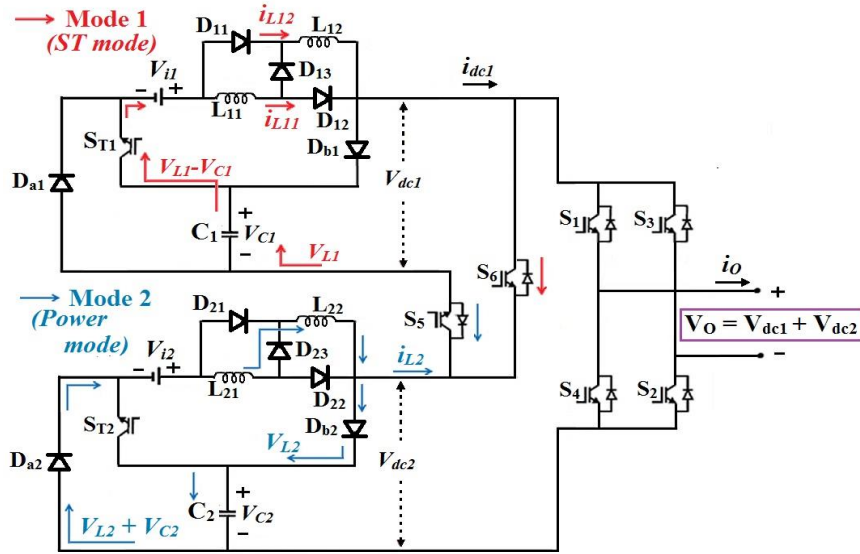 Mode 1
(ST mode)
D11
iL12
L12
Vi1
- +
D13
idc1
L11
iL11
D12
ST1
Db1
VL1-VC1
Vdc1
Da1
C1
+
VC1
-
VL1
S1
S3
S6
iO
+
VO = Vdc1 + Vdc2
-
S4
S2
Mode 2
(Power
mode)
D21
L22
S5
Vi2
- +
D23
iL2
L21
D22
ST2
Db2
VL2
Vdc2
Da2
C2
+
VC2
-
VL2 + VC2